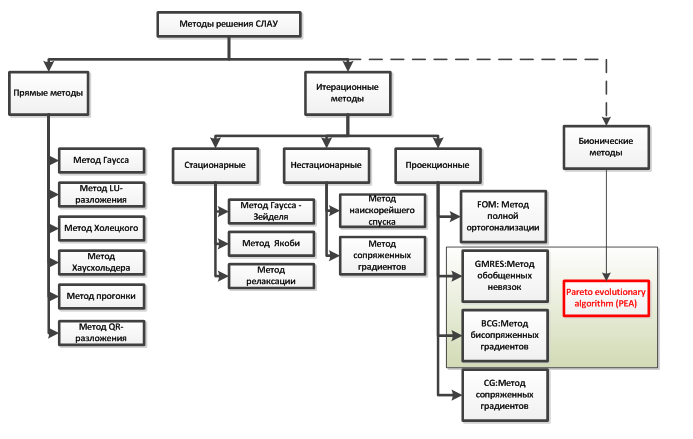 Методы решения СЛАУ
Прямые методы
Итерационные
методы
Бионические
методы
Стационарные
Нестационарные
Проекционные
Метод Гаусса
Метод LU-
разложения
Метод Холецкого
Метод
Хаусхольдера
Метод прогонки
Метод QR-
разложения
Метод Гаусса -
Зейделя
Метод Якоби
Метод
релаксации
Метод
наискорейшего
спуска
Метод
сопряженных
градиентов
FOM: Метод
полной
ортогонализации
GMRES:Метод
обобщенных
невязок
BCG:Метод
бисопряженных
градиентов
CG:Метод
сопряженных
градиентов
Pareto evolutionary
algorithm (PEA)